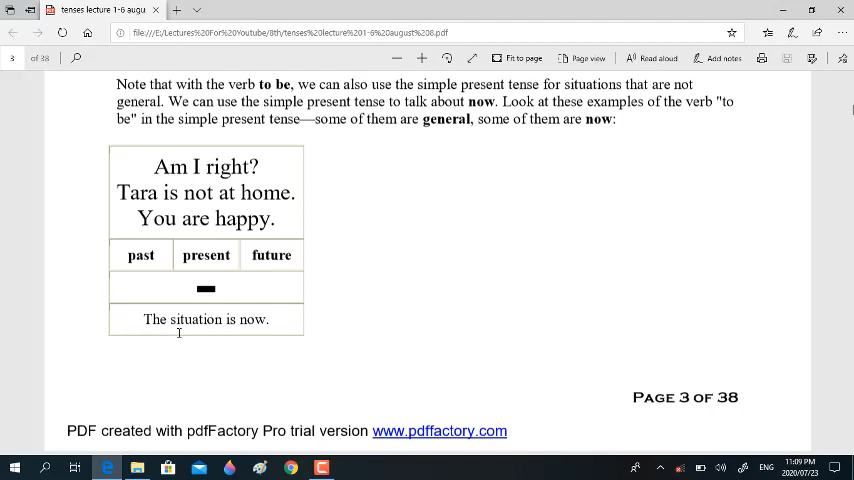 tenses lecture 1-6 augu
file:///E:/Lectures%20For%20Youtube/8th/tenses%20lecture%201-6%20august%208.pdf
3 of 38
Fit to page
Page view
Read aloud
Add notes
Note that with the verb to be, we can also use the simple present tense for situations that are not
general. We can use the simple present tense to talk about now. Look at these examples of the verb "to
be" in the simple present tense—some of them are general, some of them are now:
Am I right?
Tara is not at home.
You are happy.
past present future
The situation is now.
PAGE 3 OF 38
PDF created with pdfFactory Pro trial version www.pdffactory.com
ENG
11:09 PM
2020/07/23